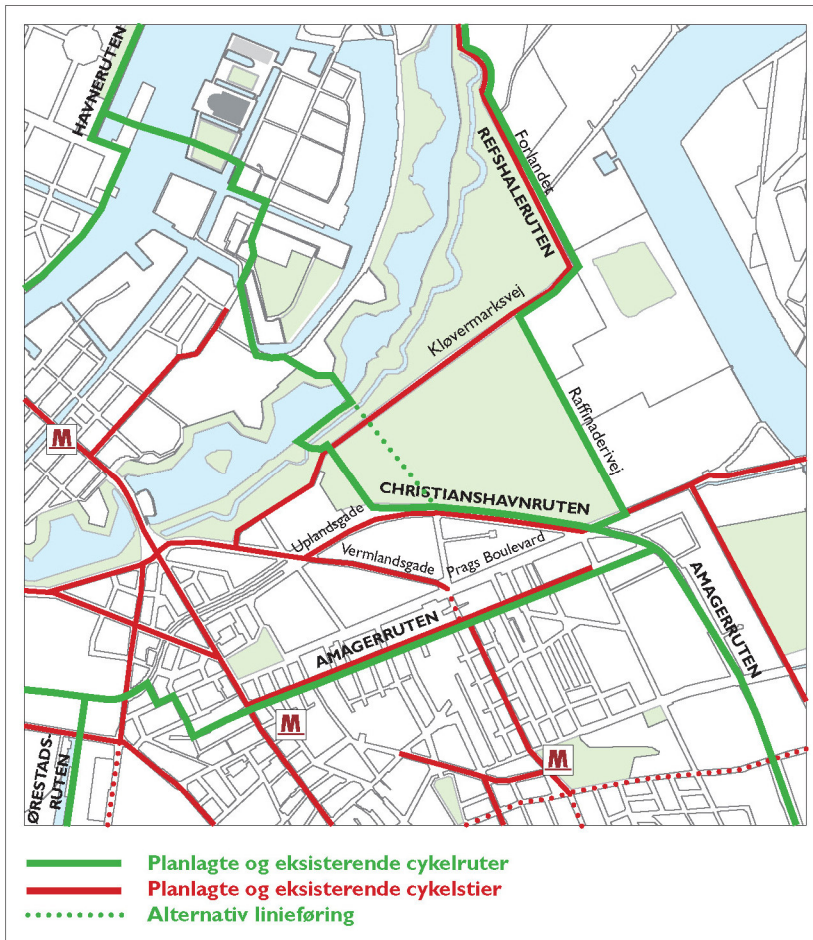 HAVNERUTEN
REFSHALERUTEN
Forlandet
Kløvermarksvej
Raffinaderivej
M
CHRISTIANSHAVNRUTEN
Uplandsgade
Vermlandsgade
Prags Boulevard
AMAGERRUTEN
AMAGERRUTEN
M
M
ØRESTADS-
RUTEN
Planlagte og eksisterende cykelruter
Planlagte og eksisterende cykelstier
Alternativ linieføring